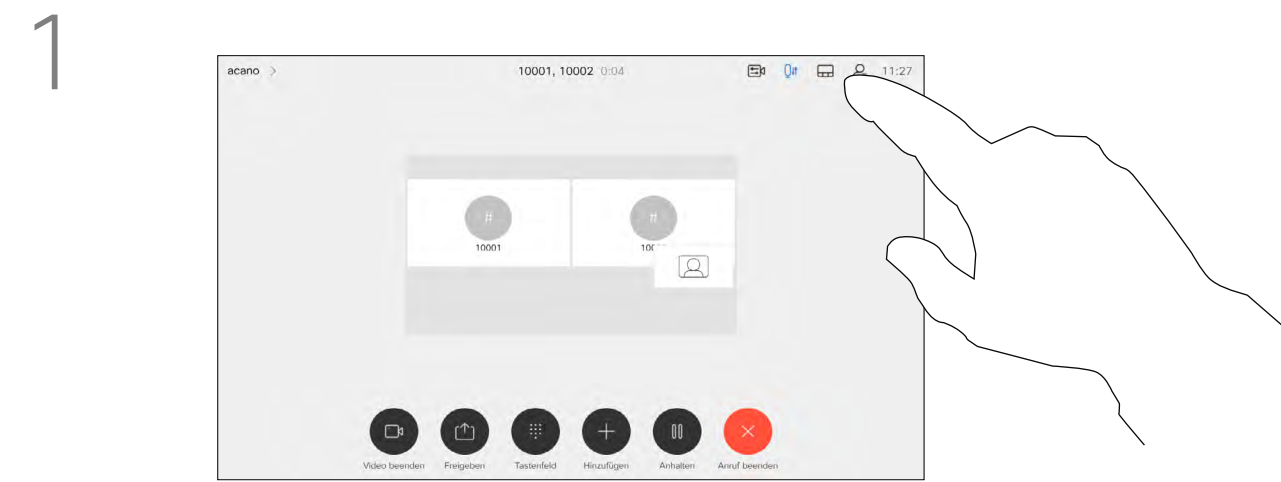 1
acano > 10001, 10002 0:04 11:27
# #
10001
Video beenden Freigeben Tastenfeld Hinzufügen Anhalten Anruf beenden